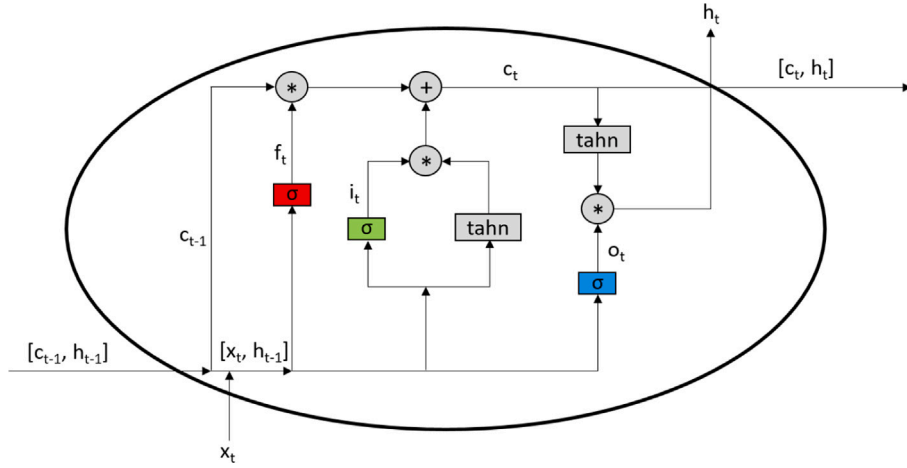 h_t
c_t
[c_t, h_t]
*
+
tahn
f_t
*
i_t
σ
*
σ
tahn
c_{t-1}
o_t
σ
[c_{t-1}, h_{t-1}]
[x_t, h_{t-1}]
x_t